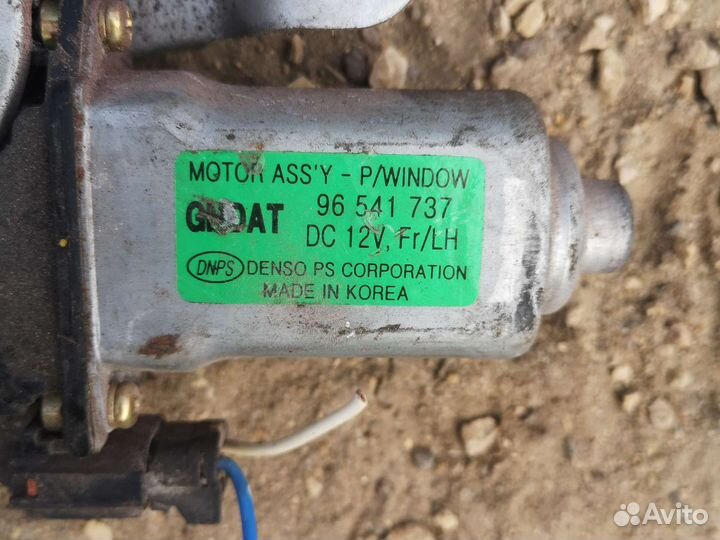 MOTOR ASS'Y - P/WINDOW
GMDAT 96 541 737
DC 12V, Fr/LH
DNPS DENSO PS CORPORATION
MADE IN KOREA
Avito